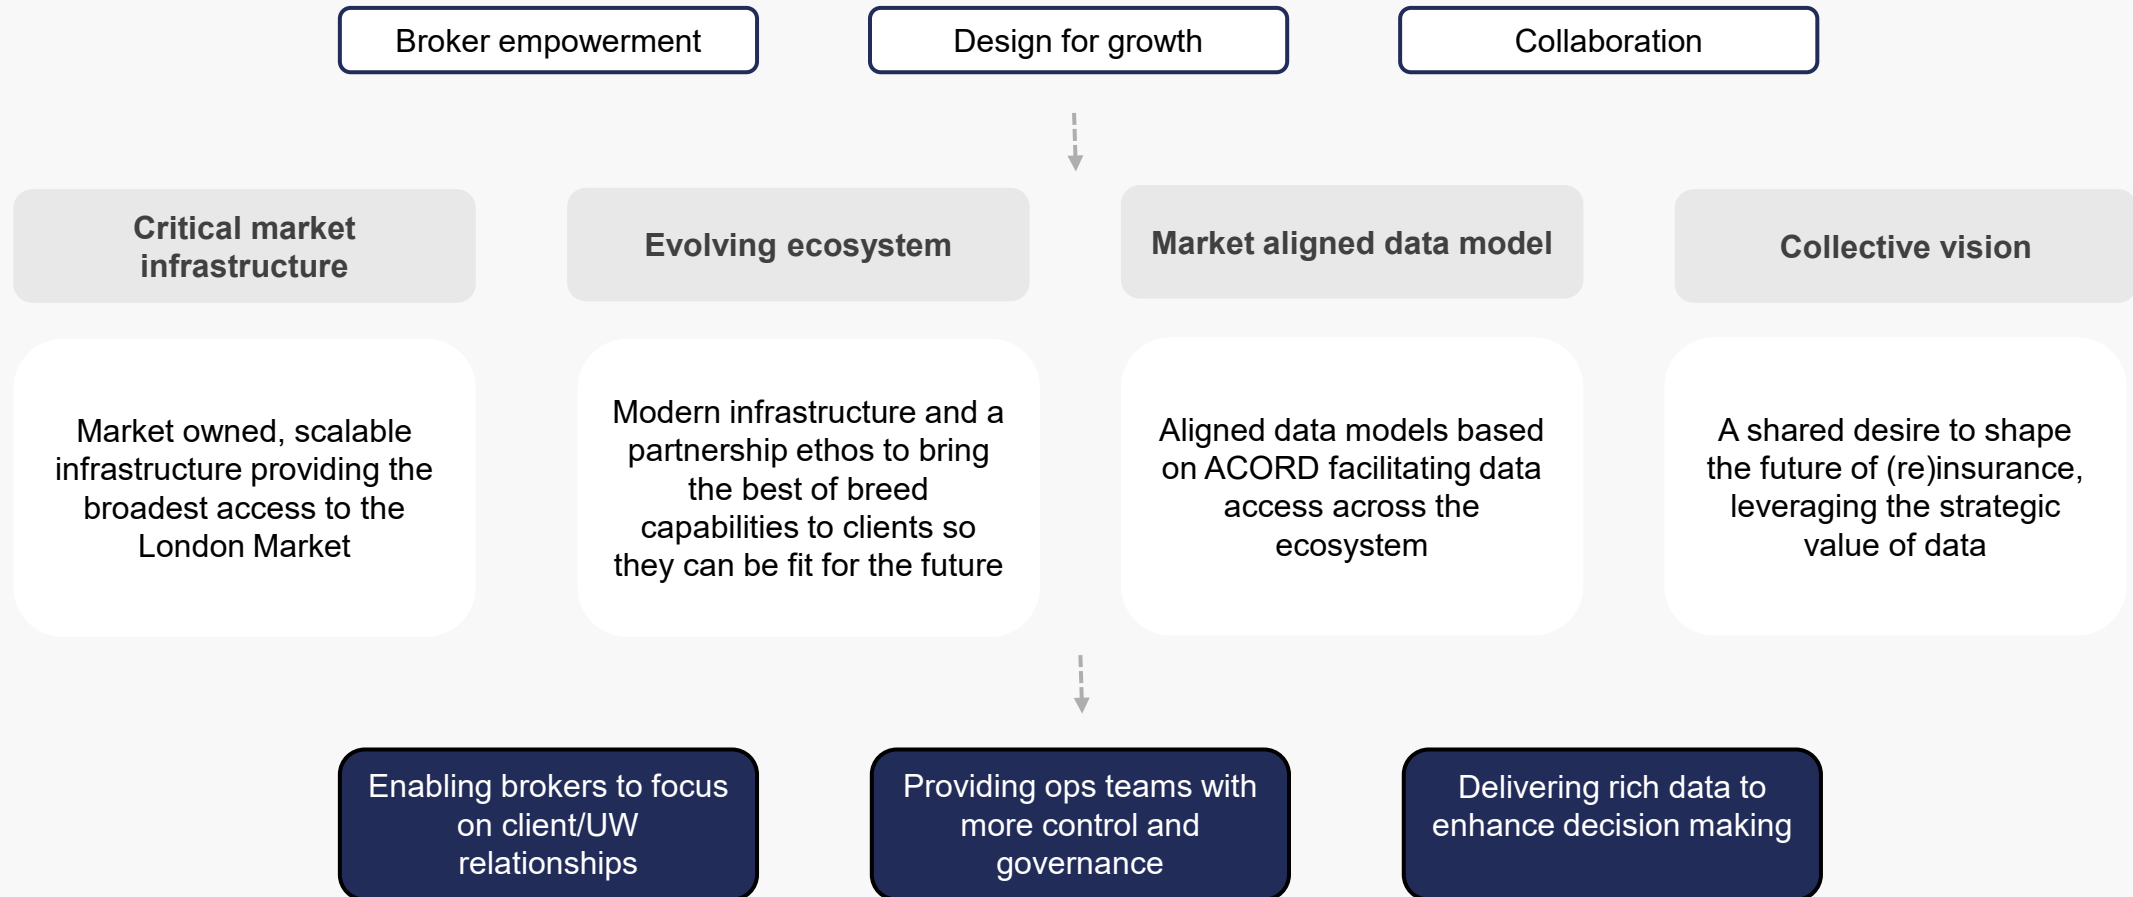 Broker empowerment
Design for growth
Collaboration
Critical market
infrastructure
Evolving ecosystem
Market aligned data model
Collective vision
Market owned, scalable
infrastructure providing the
broadest access to the
London Market
Modern infrastructure and a
partnership ethos to bring
the best of breed
capabilities to clients so
they can be fit for the future
Aligned data models based
on ACORD facilitating data
access across the
ecosystem
A shared desire to shape
the future of (re)insurance,
leveraging the strategic
value of data
Enabling brokers to focus
on client/UW
relationships
Providing ops teams with
more control and
governance
Delivering rich data to
enhance decision making